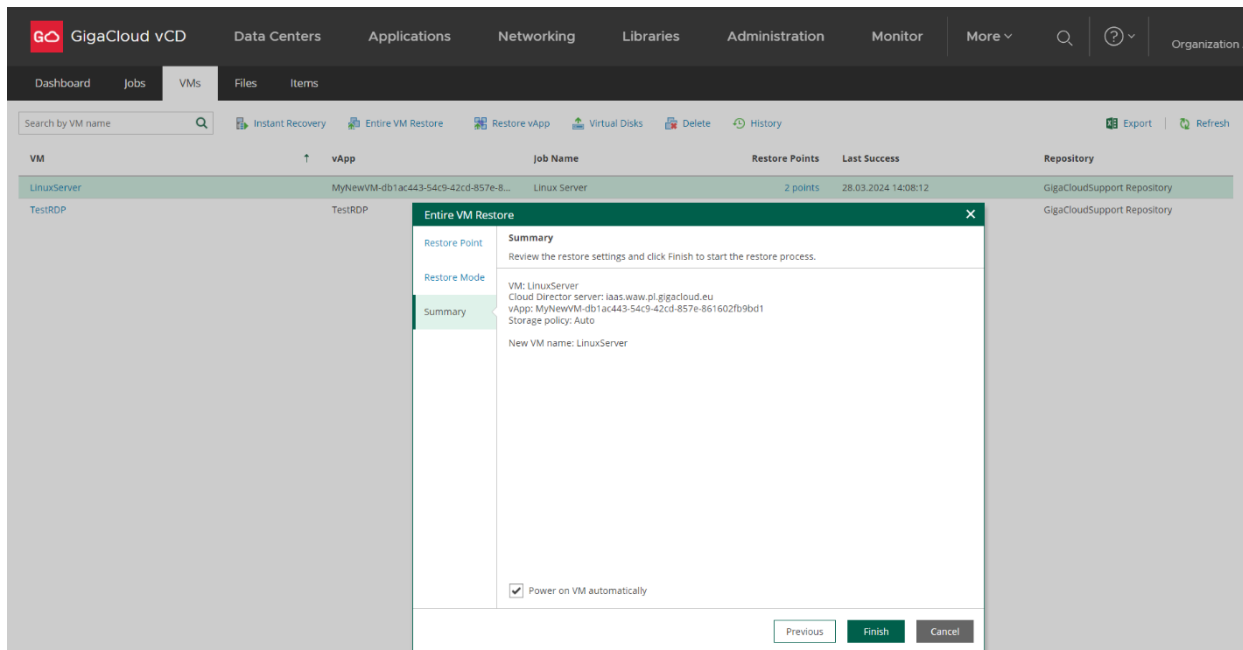 GigaCloud vCD Data Centers Applications Networking Libraries Administration Monitor More Organization
Dashboard Jobs VMs Files Items
Search by VM name Instant Recovery Entire VM Restore Restore vApp Virtual Disks Delete History Export Refresh
VM vApp Job Name Restore Points Last Success Repository
LinuxServer MyNewVM-db1ac443-54c9-42cd-857e-8... Linux Server 2 points 28.03.2024 14:08:12 GigaCloudSupport Repository
TestRDP TestRDP GigaCloudSupport Repository
Entire VM Restore
Restore Point
Restore Mode
Summary
Summary
Review the restore settings and click Finish to start the restore process.
VM: LinuxServer
Cloud Director server: iaas.waw.pl.gigacloud.eu
vApp: MyNewVM-db1ac443-54c9-42cd-857e-861602fb9bd1
Storage policy: Auto
New VM name: LinuxServer
Power on VM automatically
Previous Finish Cancel